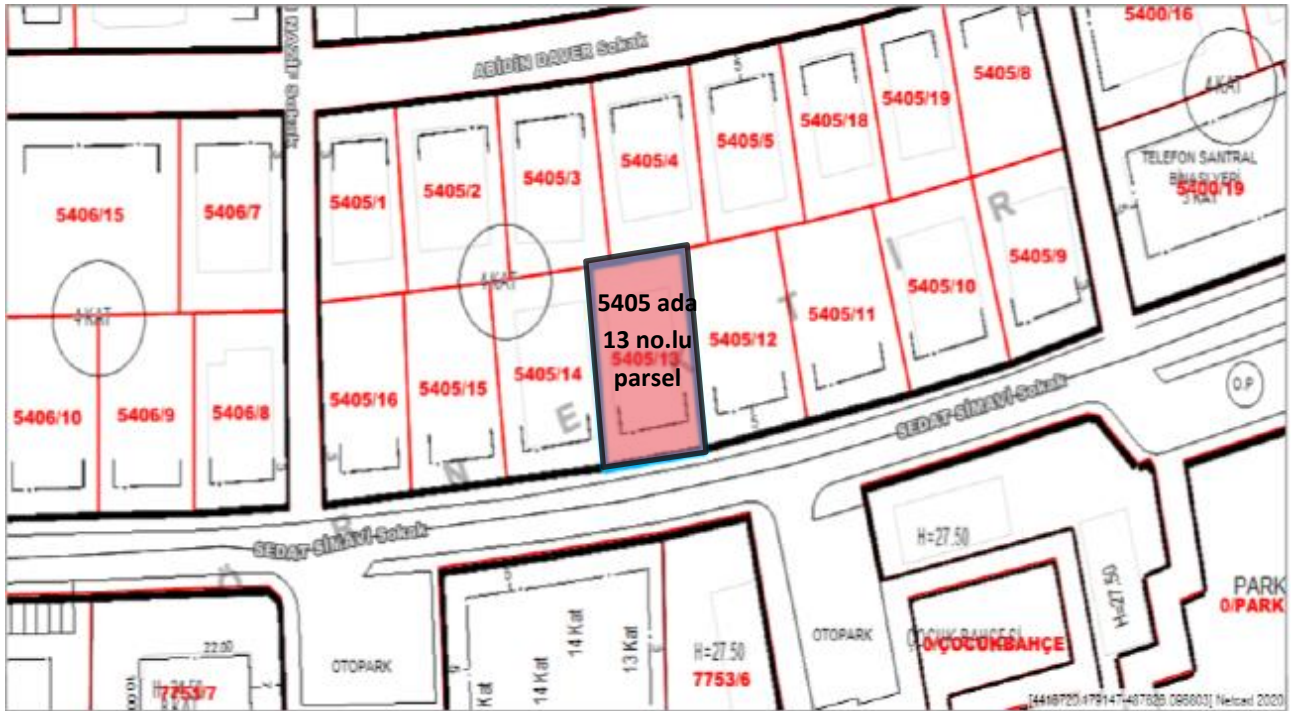 NAZİF Sokak
ABİDİN DAVER Sokak
5400/16
4 KAT
5405/8
5405/19
5405/18
5405/5
5405/4
5405/3
5405/2
5405/1
TELEFON SANTRAL
BİNASI YERİ
3 KAT
5400/19
5406/15
5406/7
4 KAT
4 KAT
5405/9
5405/10
5405/11
5405/12
5405 ada
13 no.lu
parsel
5405/13
5405/14
5405/15
5405/16
5406/8
5406/9
5406/10
O.P
SEDAT SİMAVİ Sokak
SEDAT SİMAVİ Sokak
Ö R N E K
T İ R
H=27.50
H=27.50
PARK
0/PARK
ÇOCUK BAHÇESİ
0/ÇOCUKBAHÇE
OTOPARK
H=27.50
7753/6
13 Kat
14 Kat
14 Kat
Kat
OTOPARK
22.00
7753/7
Netcad 2020